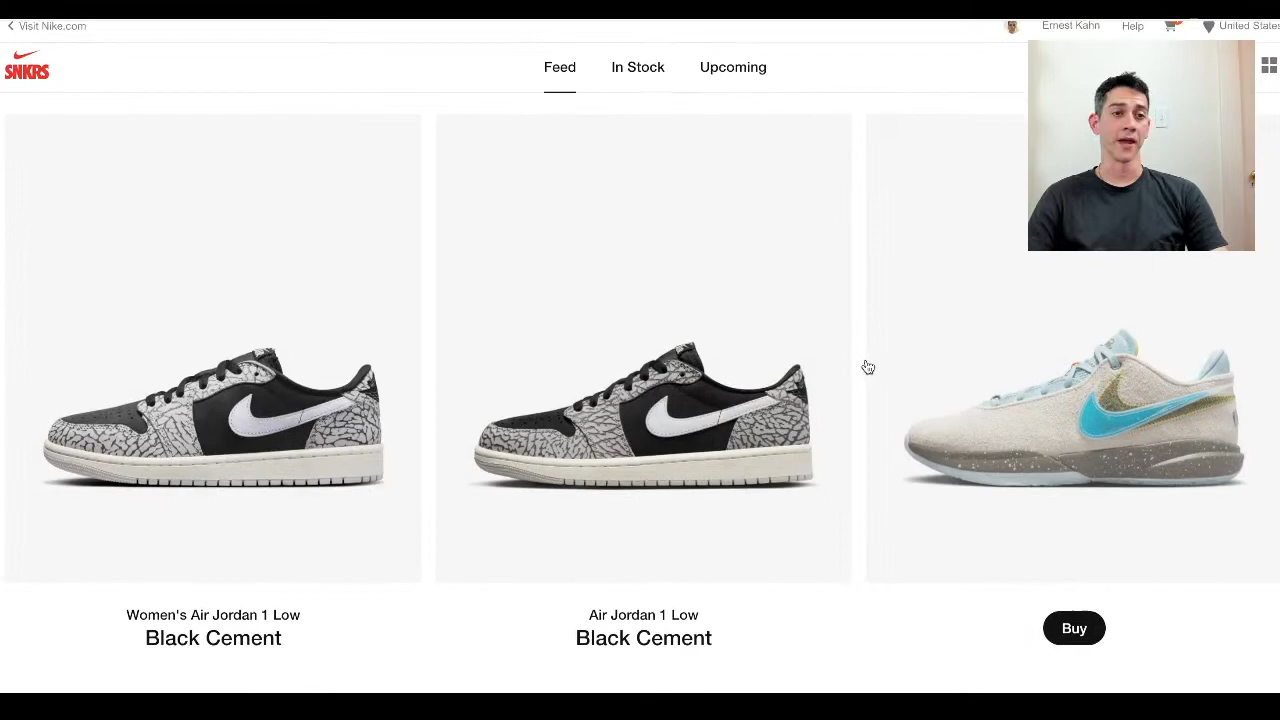 Visit Nike.com
Ernest Kahn
Help
United States
SNKRS
Feed
In Stock
Upcoming
Women's Air Jordan 1 Low
Black Cement
Air Jordan 1 Low
Black Cement
Buy